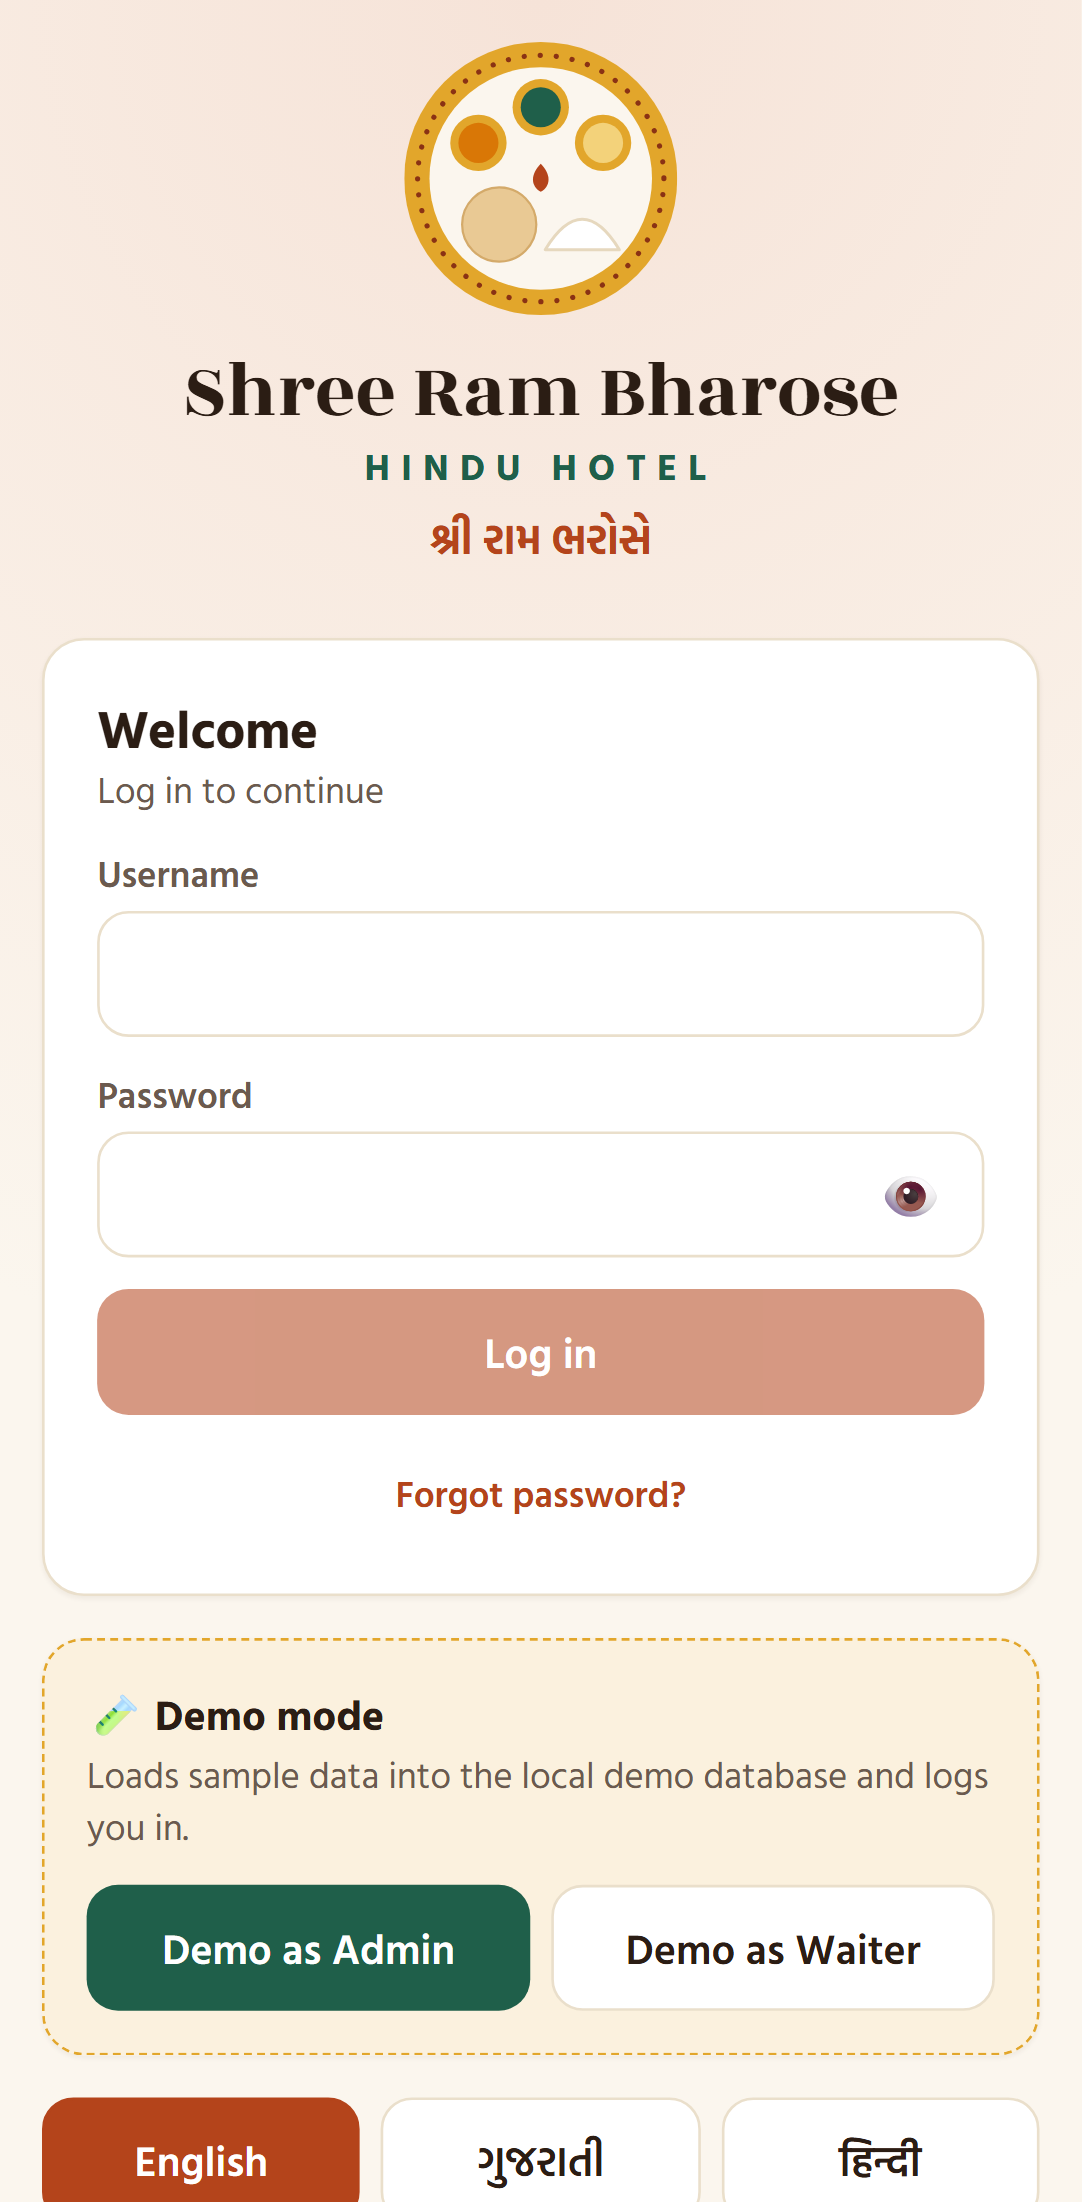 Shree Ram Bharose
HINDU HOTEL
શ્રી રામ ભરોસે
Welcome
Log in to continue
Username
Password
Log in
Forgot password?
Demo mode
Loads sample data into the local demo database and logs
you in.
Demo as Admin
Demo as Waiter
English
ગુજરાતી
हिन्दी